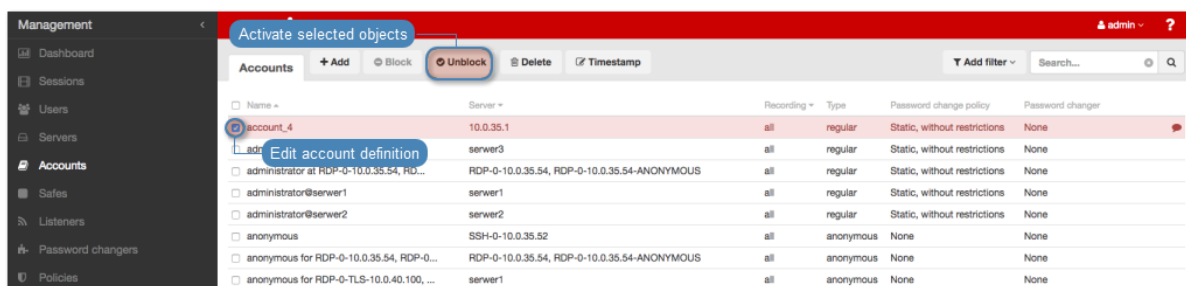 Management
admin
?
Activate selected objects
Dashboard
Accounts
+ Add
Block
Unblock
Delete
Timestamp
Add filter
Search...
Sessions
Users
Name
Server
Recording
Type
Password change policy
Password changer
account_4 10.0.35.1 all regular Static, without restrictions None
Servers
Edit account definition
serwer3 all regular Static, without restrictions None
Accounts
administrator at RDP-0-10.0.35.54, RD... RDP-0-10.0.35.54, RDP-0-10.0.35.54-ANONYMOUS all regular Static, without restrictions None
Safes
administrator@serwer1 serwer1 all regular Static, without restrictions None
Listeners
administrator@serwer2 serwer2 all regular Static, without restrictions None
anonymous SSH-0-10.0.35.52 all anonymous None None
Password changers
anonymous for RDP-0-10.0.35.54, RDP-0... RDP-0-10.0.35.54, RDP-0-10.0.35.54-ANONYMOUS all anonymous None None
Policies
anonymous for RDP-0-TLS-10.0.40.100, ... serwer1 all anonymous None None